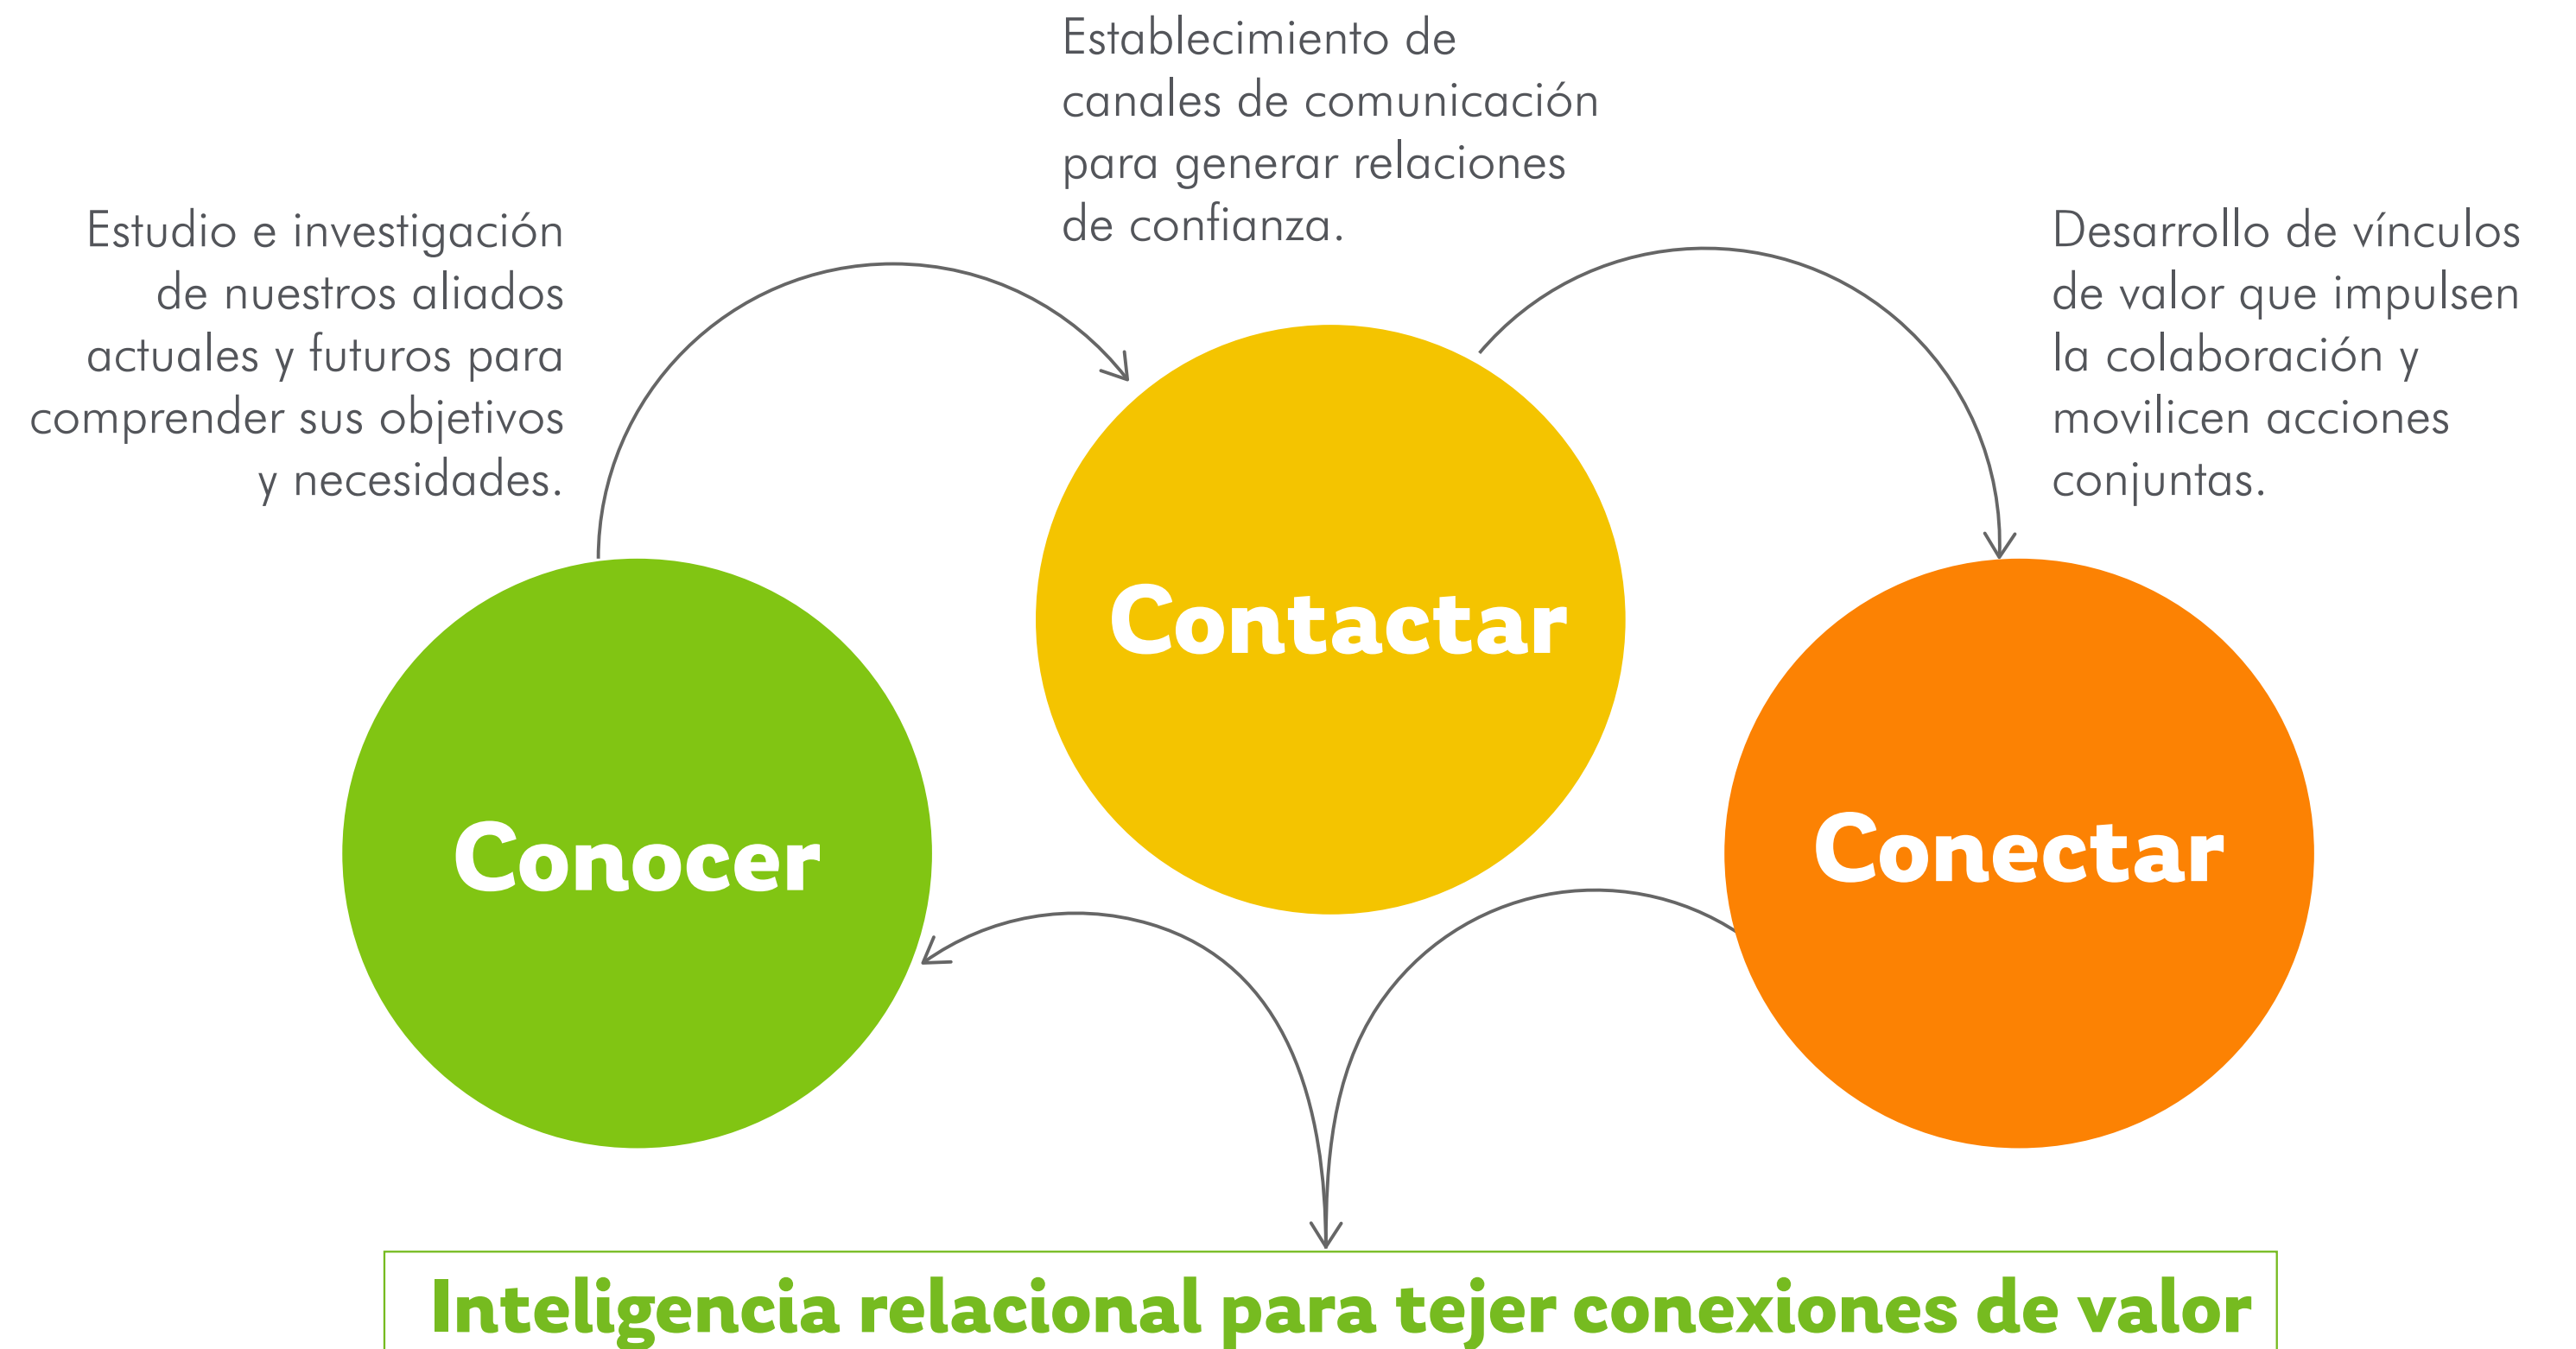 Estudio e investigación
de nuestros aliados
actuales y futuros para
comprender sus objetivos
y necesidades.
Establecimiento de
canales de comunicación
para generar relaciones
de confianza.
Desarrollo de vínculos
de valor que impulsen
la colaboración y
movilicen acciones
conjuntas.
Conocer
Contactar
Conectar
Inteligencia relacional para tejer conexiones de valor